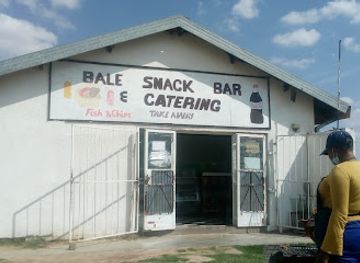 BALE SNACK BAR
& CATERING
Fish & Chips TAKE AWAY